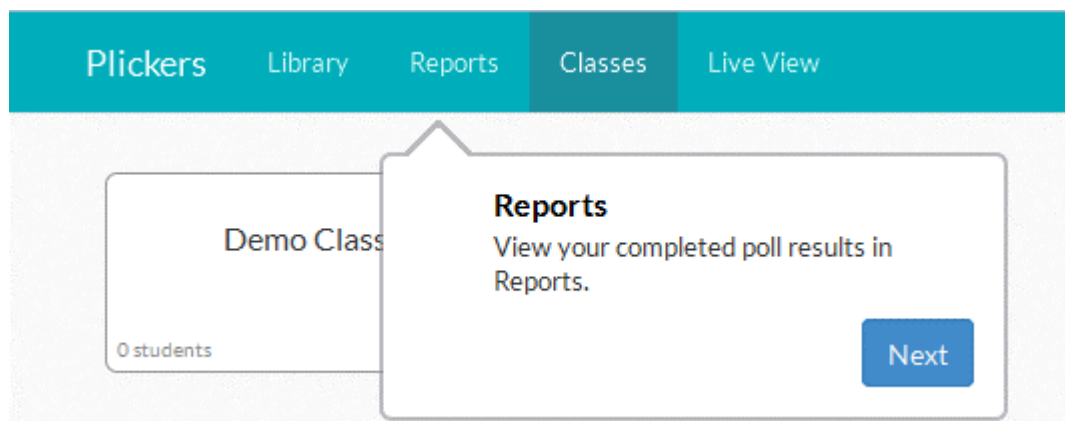 Plickers Library Reports Classes Live View
Reports
View your completed poll results in
Reports.
Demo Class
0 students
Next